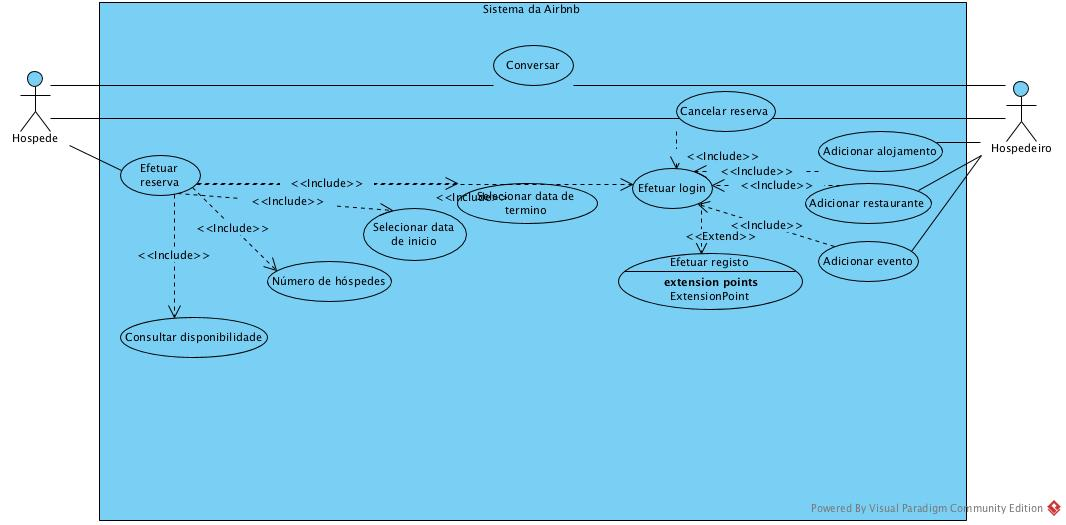 Sistema da Airbnb
Conversar
Hospede
Cancelar reserva
Hospedeiro
Adicionar alojamento
<<Include>>
<<Include>>
Efetuar
reserva
<<Include>>
<<Include>>
Efetuar login
<<Include>>
<<Include>>
Selecionar data de
termino
<<Include>>
Adicionar restaurante
Selecionar data
de inicio
<<Include>>
<<Include>>
<<Extend>>
<<Include>>
Adicionar evento
Efetuar registo
extension points
ExtensionPoint
Número de hóspedes
Consultar disponibilidade
Powered By Visual Paradigm Community Edition